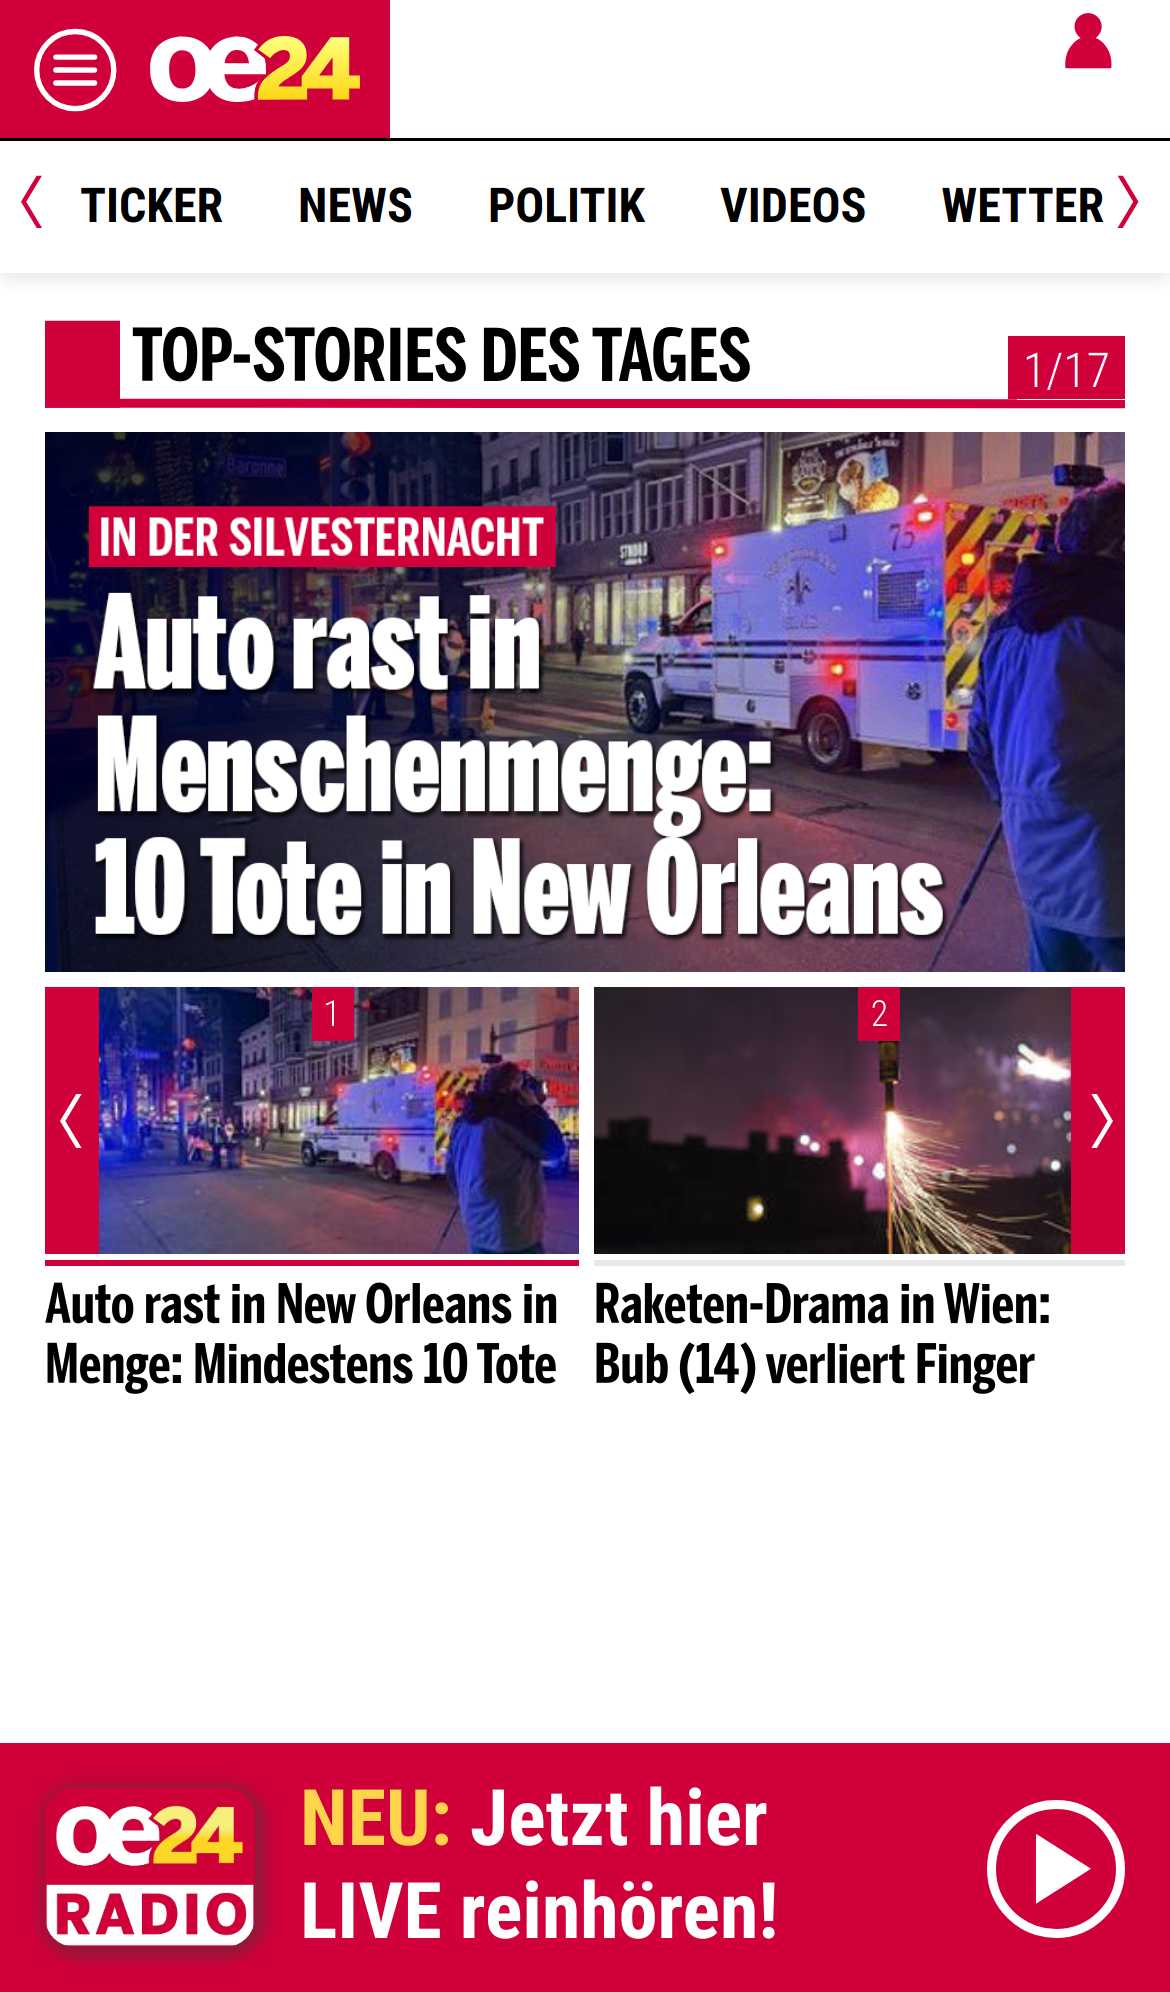 oe24
TICKER NEWS POLITIK VIDEOS WETTER
TOP-STORIES DES TAGES
1/17
Baronne
IN DER SILVESTERNACHT
75
Auto rast in
Menschenmenge:
10 Tote in New Orleans
1
2
Auto rast in New Orleans in
Menge: Mindestens 10 Tote
Raketen-Drama in Wien:
Bub (14) verliert Finger
oe24
RADIO
NEU: Jetzt hier
LIVE reinhören!